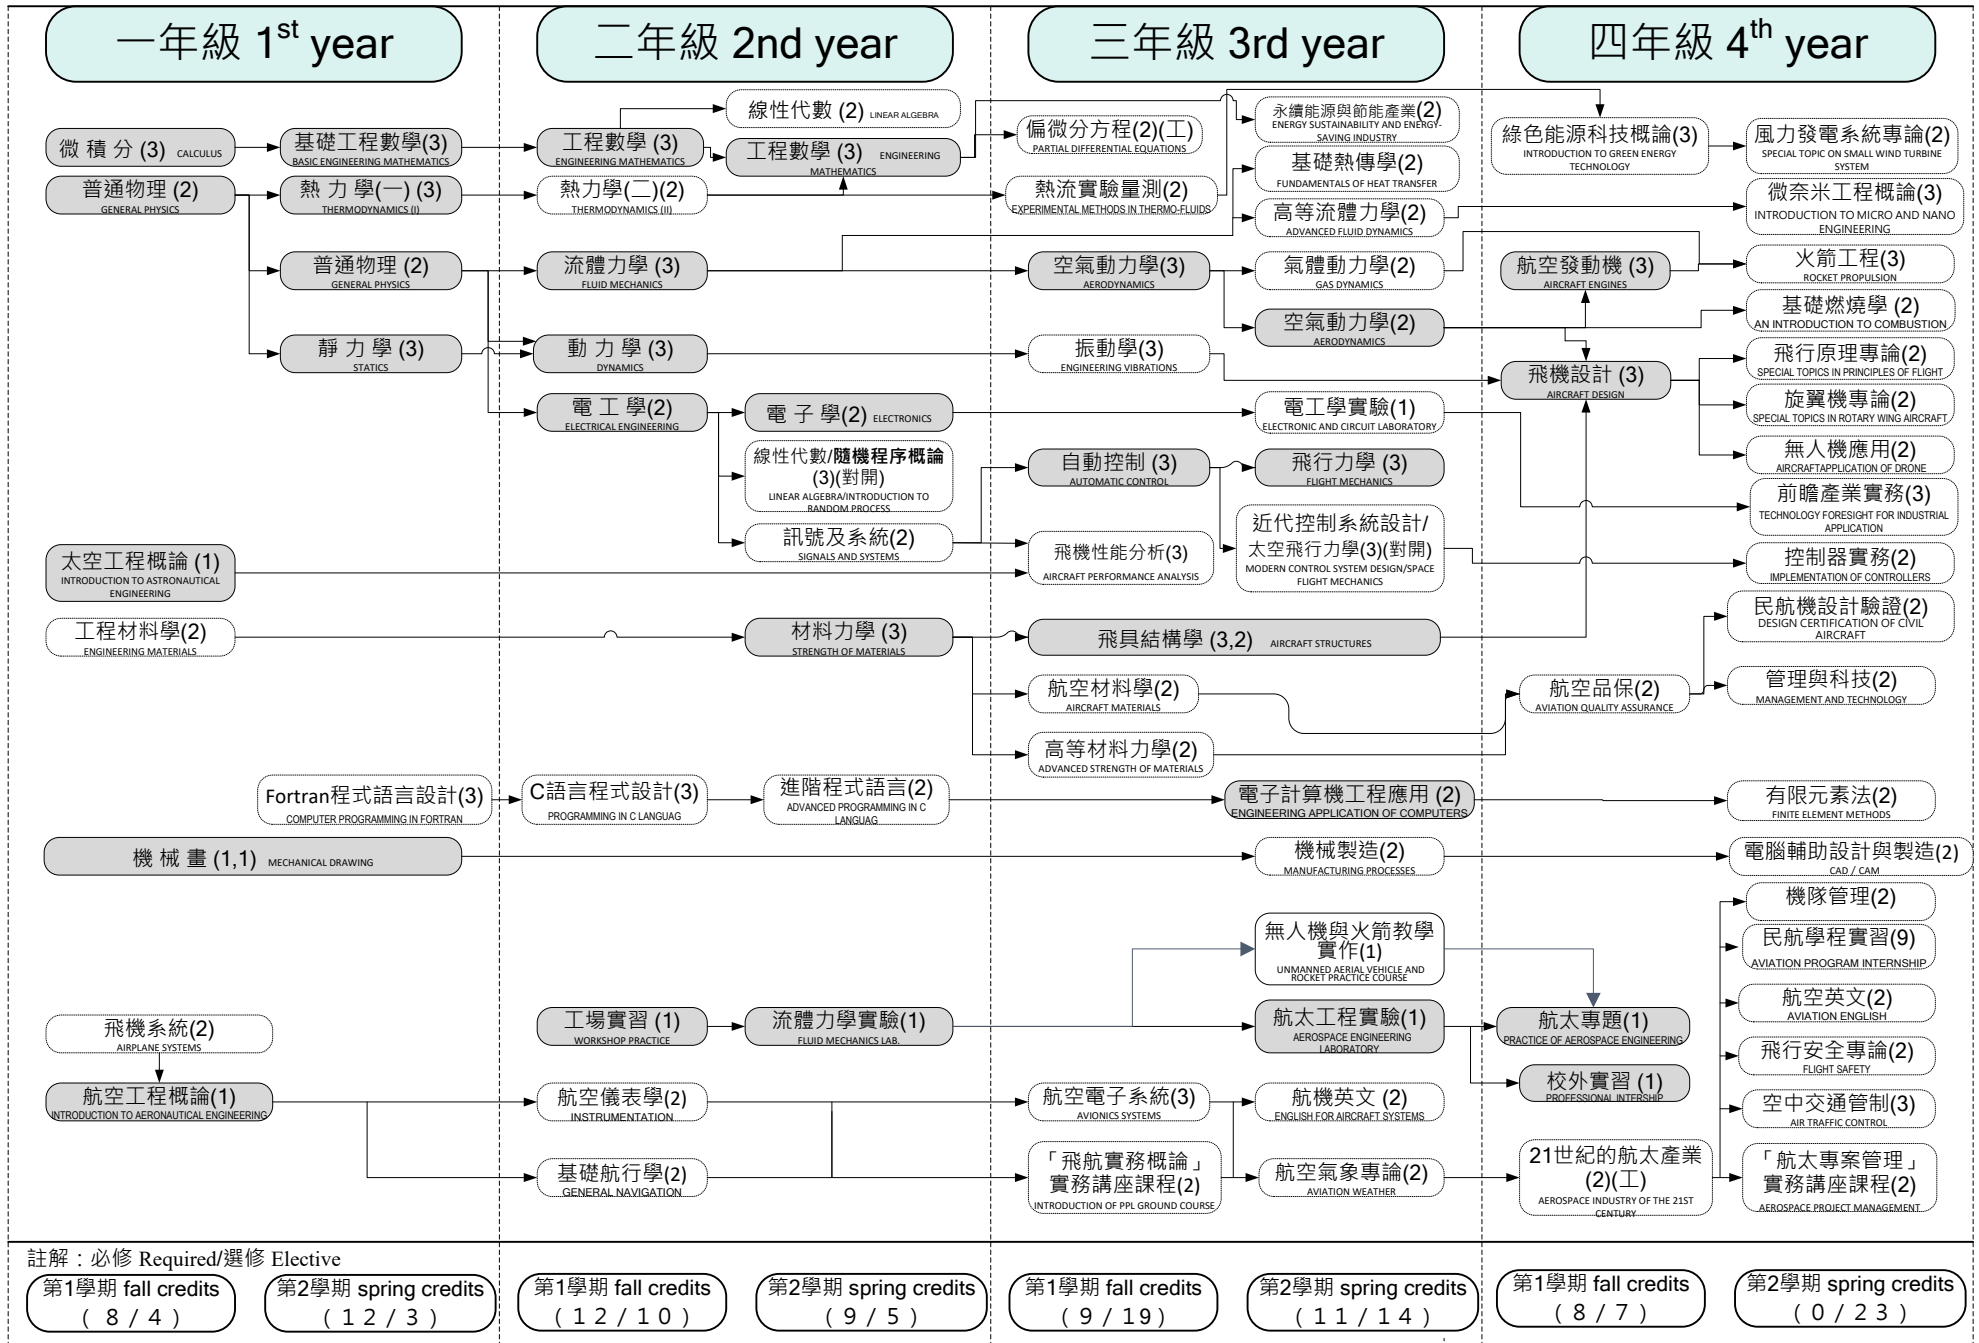 一年級 1st year
二年級 2nd year
三年級 3rd year
四年級 4th year
微 積 分 (3) CALCULUS
普通物理 (2)
GENERAL PHYSICS
太空工程概論 (1)
INTRODUCTION TO ASTRONAUTICAL
ENGINEERING
工程材料學(2)
ENGINEERING MATERIALS
機 械 畫 (1,1) MECHANICAL DRAWING
飛機系統(2)
AIRPLANE SYSTEMS
航空工程概論(1)
INTRODUCTION TO AERONAUTICAL ENGINEERING
基礎工程數學(3)
BASIC ENGINEERING MATHEMATICS
熱 力 學(一) (3)
THERMODYNAMICS (I)
普通物理 (2)
GENERAL PHYSICS
靜 力 學 (3)
STATICS
Fortran程式語言設計(3)
COMPUTER PROGRAMMING IN FORTRAN
工程數學 (3)
ENGINEERING MATHEMATICS
熱力學(二)(2)
THERMODYNAMICS (II)
流體力學 (3)
FLUID MECHANICS
動 力 學 (3)
DYNAMICS
電 工 學(2)
ELECTRICAL ENGINEERING
C語言程式設計(3)
PROGRAMMING IN C LANGUAG
工場實習 (1)
WORKSHOP PRACTICE
航空儀表學(2)
INSTRUMENTATION
基礎航行學(2)
GENERAL NAVIGATION
線性代數 (2) LINEAR ALGEBRA
工程數學 (3) ENGINEERING
MATHEMATICS
電 子 學(2) ELECTRONICS
線性代數/隨機程序概論
(3)(對開)
LINEAR ALGEBRA/INTRODUCTION TO
RANDOM PROCESS
訊號及系統(2)
SIGNALS AND SYSTEMS
材料力學 (3)
STRENGTH OF MATERIALS
進階程式語言(2)
ADVANCED PROGRAMMING IN C
LANGUAG
流體力學實驗(1)
FLUID MECHANICS LAB.
偏微分方程(2)(工)
PARTIAL DIFFERENTIAL EQUATIONS
熱流實驗量測(2)
EXPERIMENTAL METHODS IN THERMO-FLUIDS
空氣動力學(3)
AERODYNAMICS
振動學(3)
ENGINEERING VIBRATIONS
自動控制 (3)
AUTOMATIC CONTROL
飛機性能分析(3)
AIRCRAFT PERFORMANCE ANALYSIS
飛具結構學 (3,2) AIRCRAFT STRUCTURES
航空材料學(2)
AIRCRAFT MATERIALS
高等材料力學(2)
ADVANCED STRENGTH OF MATERIALS
航空電子系統(3)
AVIONICS SYSTEMS
「飛航實務概論」
實務講座課程(2)
INTRODUCTION OF PPL GROUND COURSE
永續能源與節能產業(2)
ENERGY SUSTAINABILITY AND ENERGY-
SAVING INDUSTRY
基礎熱傳學(2)
FUNDAMENTALS OF HEAT TRANSFER
高等流體力學(2)
ADVANCED FLUID DYNAMICS
氣體動力學(2)
GAS DYNAMICS
空氣動力學(2)
AERODYNAMICS
電工學實驗(1)
ELECTRONIC AND CIRCUIT LABORATORY
飛行力學 (3)
FLIGHT MECHANICS
近代控制系統設計/
太空飛行力學(3)(對開)
MODERN CONTROL SYSTEM DESIGN/SPACE
FLIGHT MECHANICS
電子計算機工程應用 (2)
ENGINEERING APPLICATION OF COMPUTERS
機械製造(2)
MANUFACTURING PROCESSES
無人機與火箭教學
實作(1)
UNMANNED AERIAL VEHICLE AND
ROCKET PRACTICE COURSE
航太工程實驗(1)
AEROSPACE ENGINEERING
LABORATORY
航機英文 (2)
ENGLISH FOR AIRCRAFT SYSTEMS
航空氣象專論(2)
AVIATION WEATHER
綠色能源科技概論(3)
INTRODUCTION TO GREEN ENERGY
TECHNOLOGY
航空發動機 (3)
AIRCRAFT ENGINES
飛機設計 (3)
AIRCRAFT DESIGN
航空品保(2)
AVIATION QUALITY ASSURANCE
航太專題(1)
PRACTICE OF AEROSPACE ENGINEERING
校外實習 (1)
PROFESSIONAL INTERSHIP
21世紀的航太產業
(2)(工)
AEROSPACE INDUSTRY OF THE 21ST
CENTURY
風力發電系統專論(2)
SPECIAL TOPIC ON SMALL WIND TURBINE
SYSTEM
微奈米工程概論(3)
INTRODUCTION TO MICRO AND NANO
ENGINEERING
火箭工程(3)
ROCKET PROPULSION
基礎燃燒學 (2)
AN INTRODUCTION TO COMBUSTION
飛行原理專論(2)
SPECIAL TOPICS IN PRINCIPLES OF FLIGHT
旋翼機專論(2)
SPECIAL TOPICS IN ROTARY WING AIRCRAFT
無人機應用(2)
AIRCRAFTAPPLICATION OF DRONE
前瞻產業實務(3)
TECHNOLOGY FORESIGHT FOR INDUSTRIAL
APPLICATION
控制器實務(2)
IMPLEMENTATION OF CONTROLLERS
民航機設計驗證(2)
DESIGN CERTIFICATION OF CIVIL
AIRCRAFT
管理與科技(2)
MANAGEMENT AND TECHNOLOGY
有限元素法(2)
FINITE ELEMENT METHODS
電腦輔助設計與製造(2)
CAD / CAM
機隊管理(2)
民航學程實習(9)
AVIATION PROGRAM INTERNSHIP
航空英文(2)
AVIATION ENGLISH
飛行安全專論(2)
FLIGHT SAFETY
空中交通管制(3)
AIR TRAFFIC CONTROL
「航太專案管理」
實務講座課程(2)
AEROSPACE PROJECT MANAGEMENT
註解：必修 Required/選修 Elective
第1學期 fall credits
( 8 / 4 )
第2學期 spring credits
( 1 2 / 3 )
第1學期 fall credits
( 1 2 / 1 0 )
第2學期 spring credits
( 9 / 5 )
第1學期 fall credits
( 9 / 19 )
第2學期 spring credits
( 1 1 / 1 4 )
第1學期 fall credits
( 8 / 7 )
第2學期 spring credits
( 0 / 2 3 )